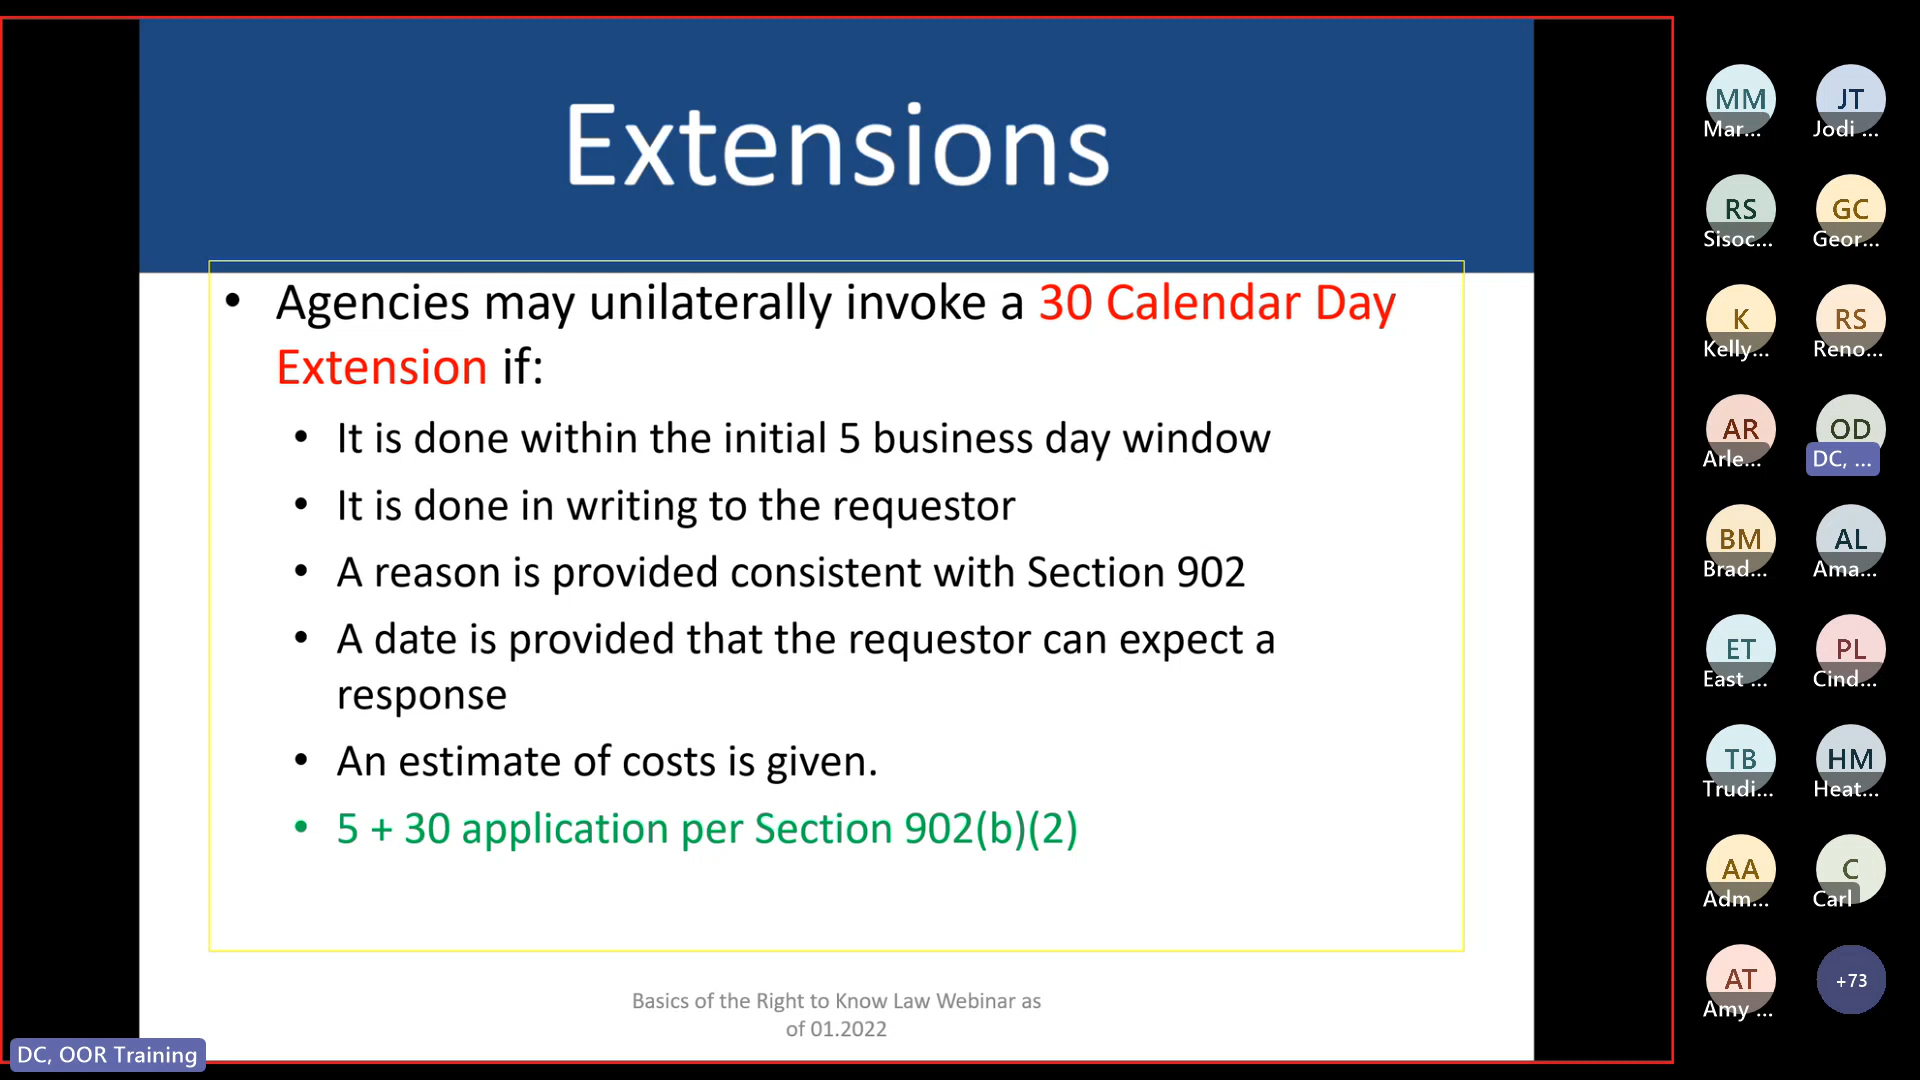 Extensions
• Agencies may unilaterally invoke a 30 Calendar Day
Extension if:
• It is done within the initial 5 business day window
• It is done in writing to the requestor
• A reason is provided consistent with Section 902
• A date is provided that the requestor can expect a
response
• An estimate of costs is given.
• 5 + 30 application per Section 902(b)(2)
Basics of the Right to Know Law Webinar as
of 01.2022
DC, OOR Training
MM
Mar...
JT
Jodi ...
RS
Sisoc...
GC
Geor...
K
Kelly...
RS
Reno...
AR
Arle...
OD
DC, ...
BM
Brad...
AL
Ama...
ET
East ...
PL
Cind...
TB
Trudi...
HM
Heat...
AA
Adm...
C
Carl
AT
Amy ...
+73